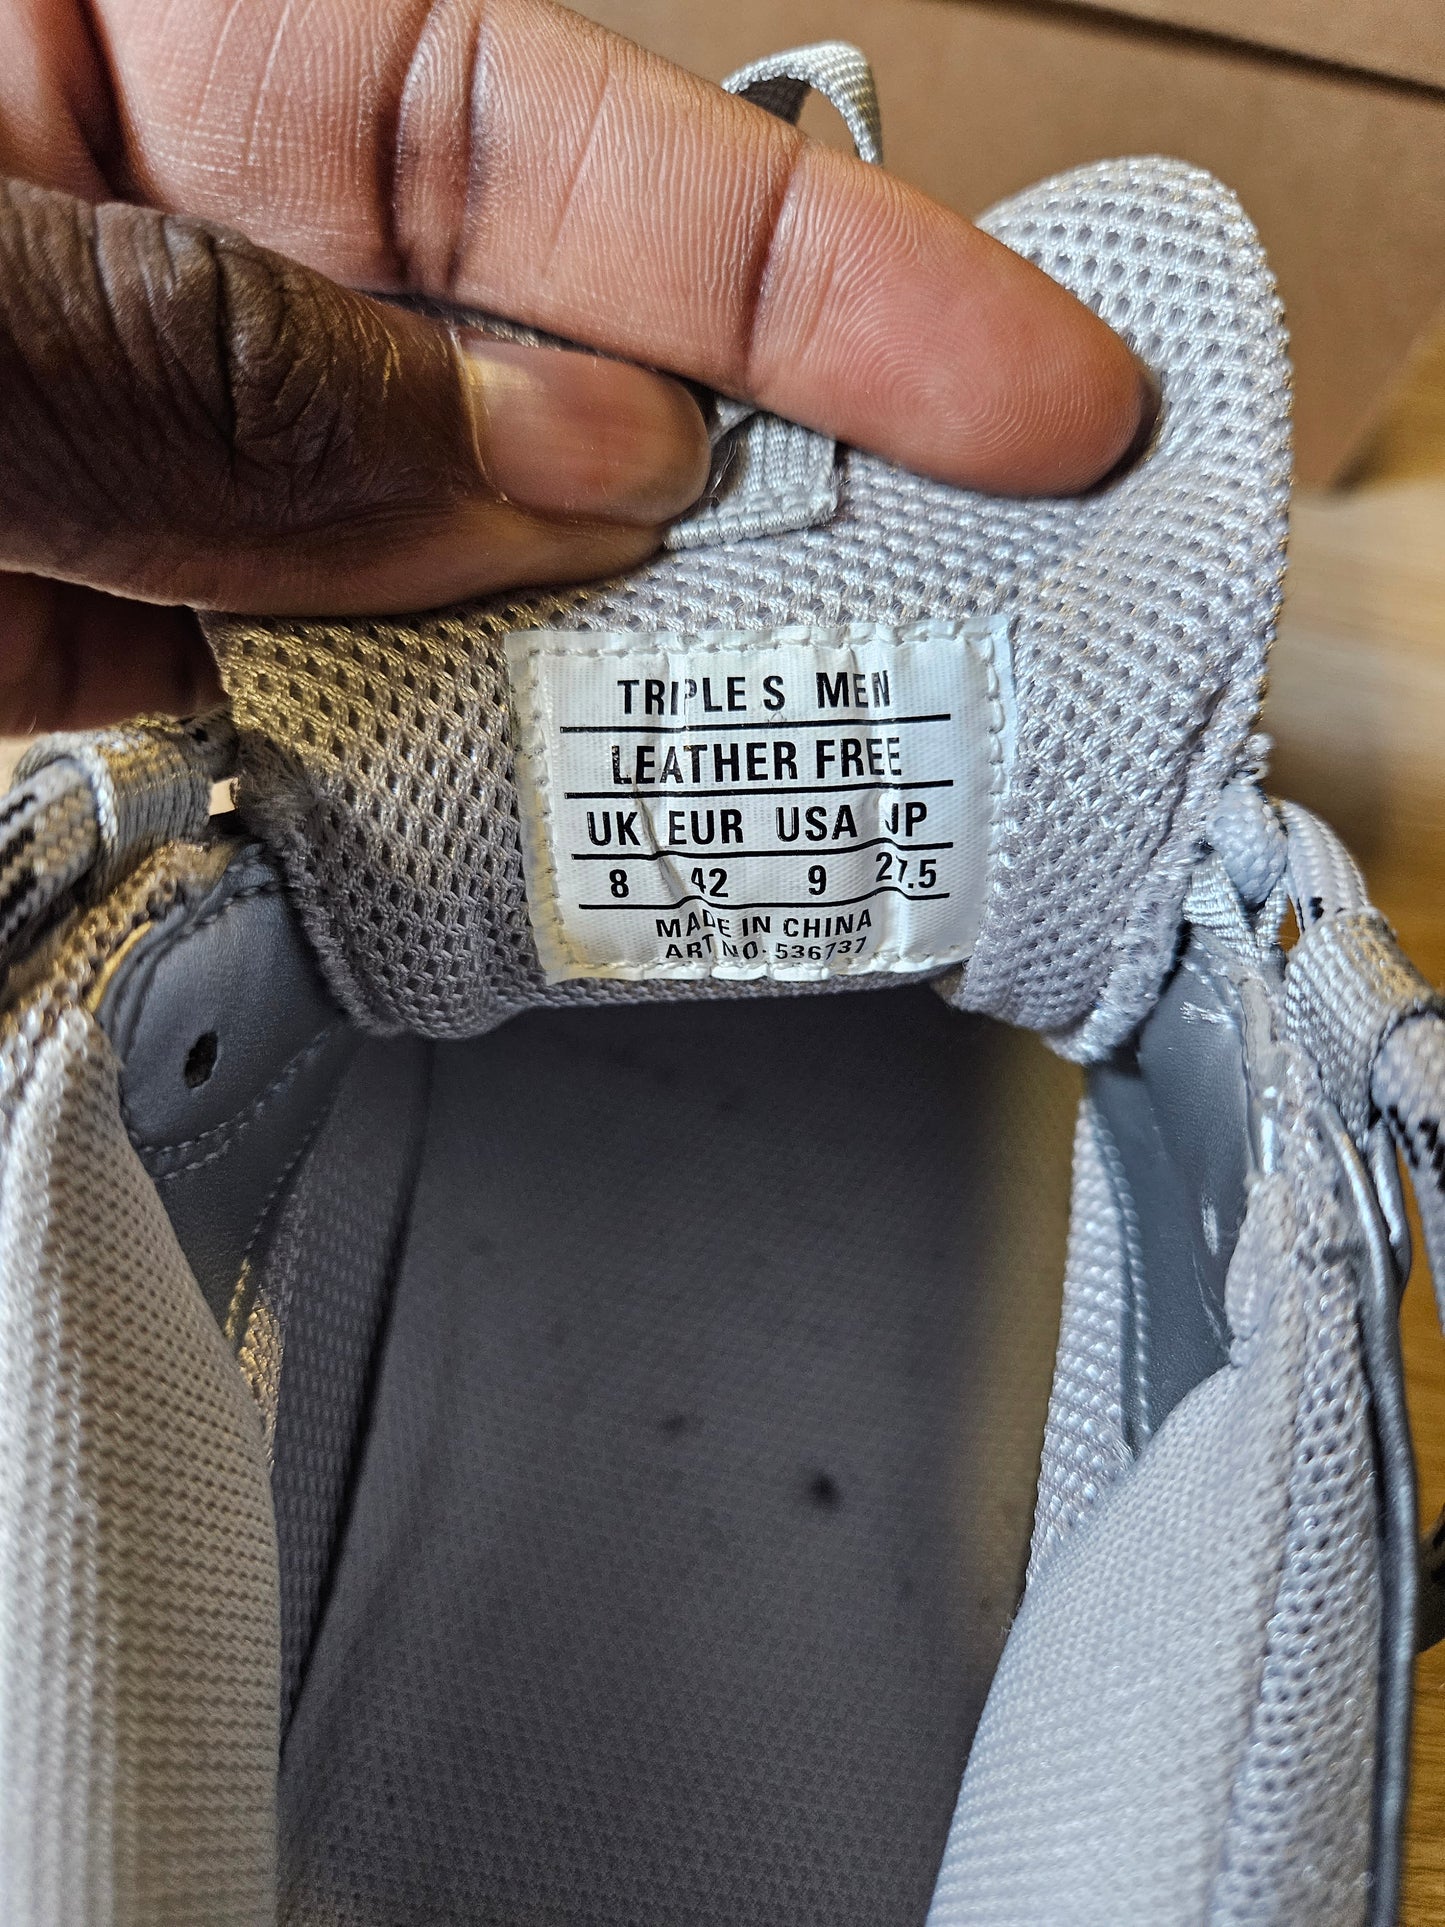 TRIPLE S MEN
LEATHER FREE
UK EUR USA JP
8 42 9 27.5
MADE IN CHINA
ART NO. 536737